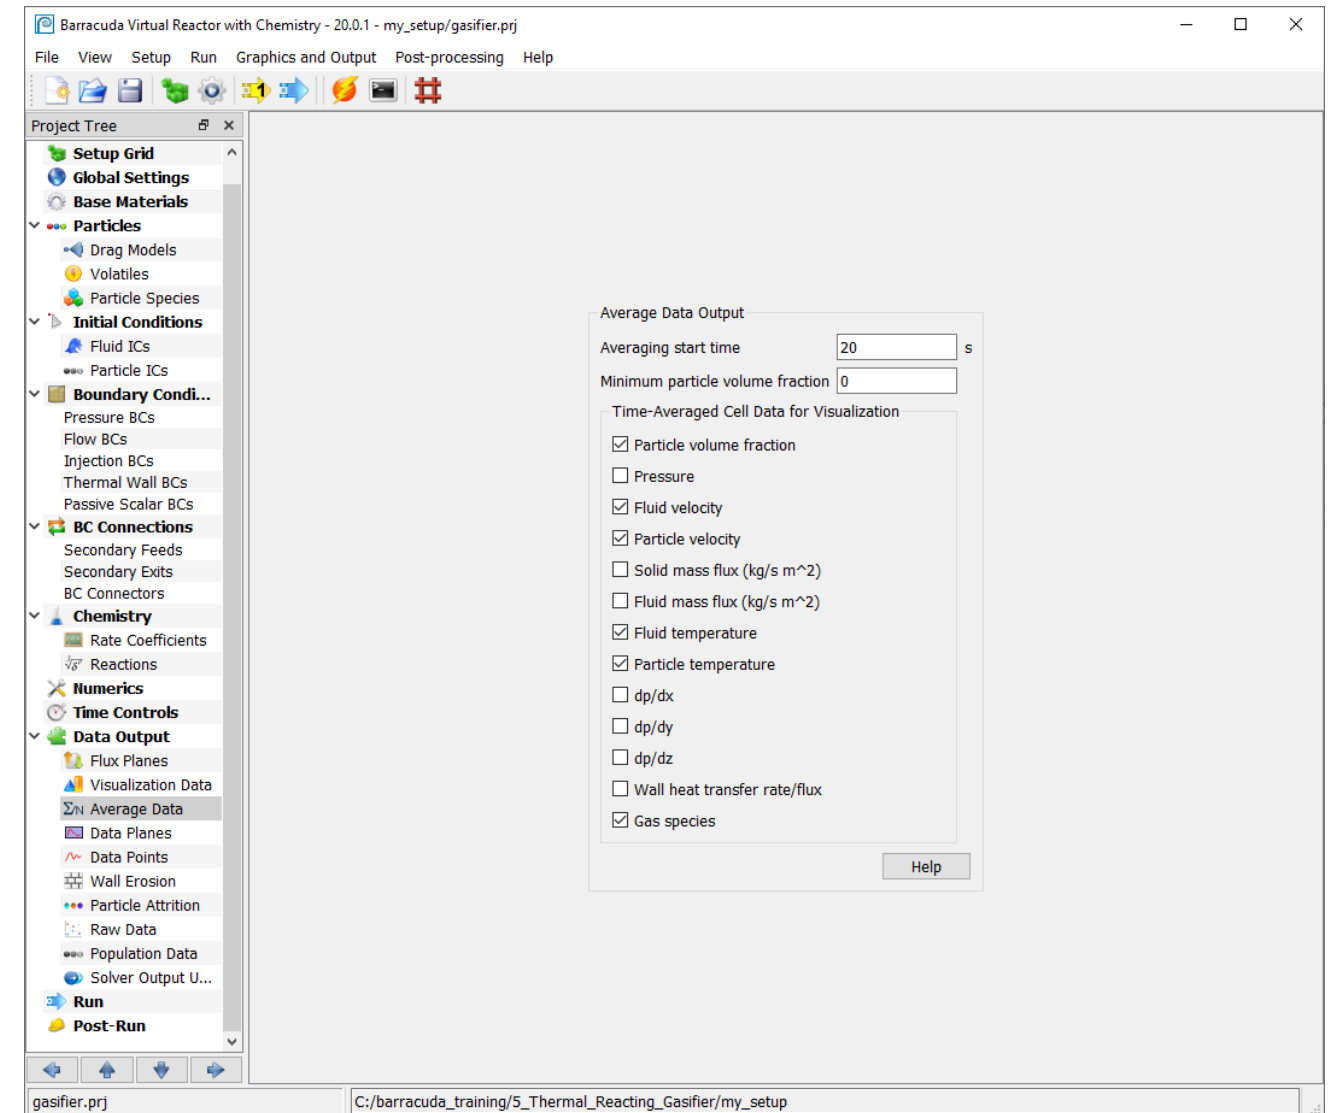 Barracuda Virtual Reactor with Chemistry - 20.0.1 - my_setup/gasifier.prj
File View Setup Run Graphics and Output Post-processing Help
1
Project Tree
Setup Grid
Global Settings
Base Materials
Particles
Drag Models
Volatiles
Particle Species
Initial Conditions
Fluid ICs
Particle ICs
Boundary Condi...
Pressure BCs
Flow BCs
Injection BCs
Thermal Wall BCs
Passive Scalar BCs
BC Connections
Secondary Feeds
Secondary Exits
BC Connectors
Chemistry
Rate Coefficients
Reactions
Numerics
Time Controls
Data Output
Flux Planes
Visualization Data
Σ/N Average Data
Data Planes
Data Points
Wall Erosion
Particle Attrition
Raw Data
Population Data
Solver Output U...
Run
Post-Run
Average Data Output
Averaging start time 20 s
Minimum particle volume fraction 0
Time-Averaged Cell Data for Visualization
Particle volume fraction
Pressure
Fluid velocity
Particle velocity
Solid mass flux (kg/s m^2)
Fluid mass flux (kg/s m^2)
Fluid temperature
Particle temperature
dp/dx
dp/dy
dp/dz
Wall heat transfer rate/flux
Gas species
Help
gasifier.prj
C:/barracuda_training/5_Thermal_Reacting_Gasifier/my_setup